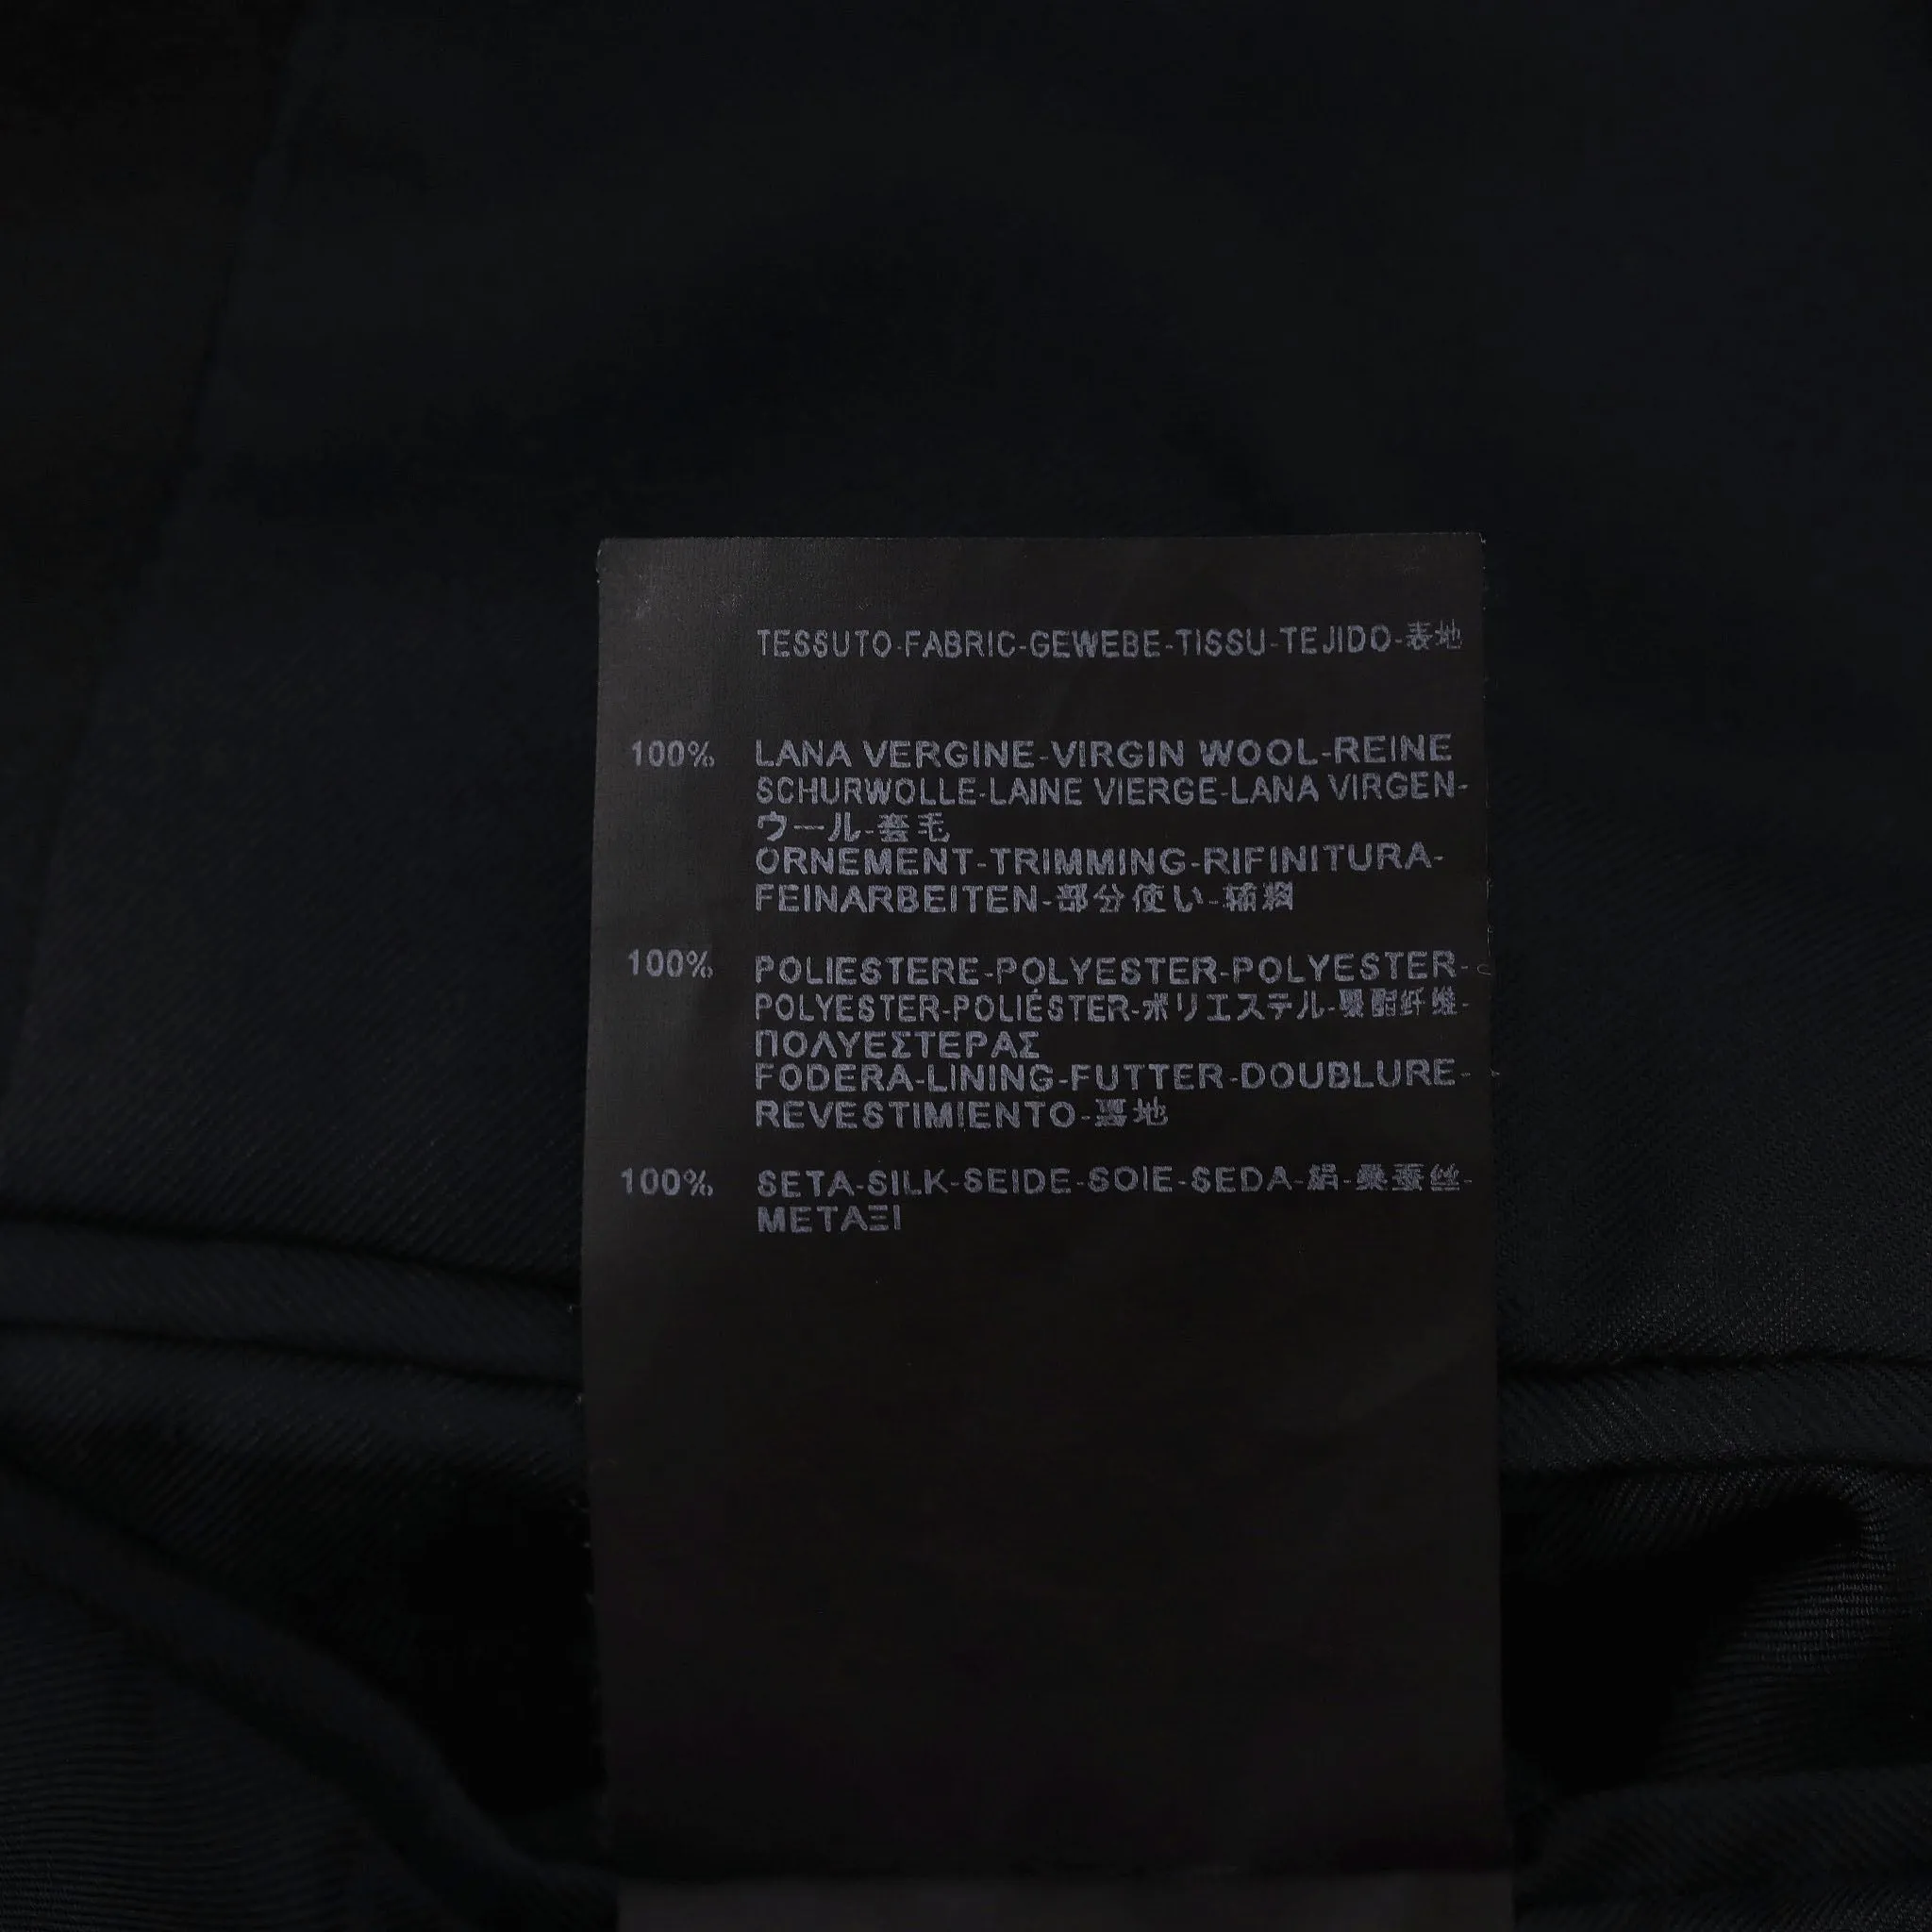 TESSUTO-FABRIC-GEWEBE-TISSU-TEJIDO-表地
100% LANA VERGINE-VIRGIN WOOL-REINE
SCHURWOLLE-LAINE VIERGE-LANA VIRGEN-
ウール-羊毛
ORNEMENT-TRIMMING-RIFINITURA-
FEINARBEITEN-部分使い-辅料
100% POLIESTERE-POLYESTER-POLYESTER-
POLYESTER-POLIÉSTER-ポリエステル-聚酯纤维-
ΠΟΛΥΕΣΤΕΡΑΣ
FODERA-LINING-FUTTER-DOUBLURE-
REVESTIMIENTO-裏地
100% SETA-SILK-SEIDE-SOIE-SEDA-絹-桑蚕丝-
ΜΕΤΑΞΙ